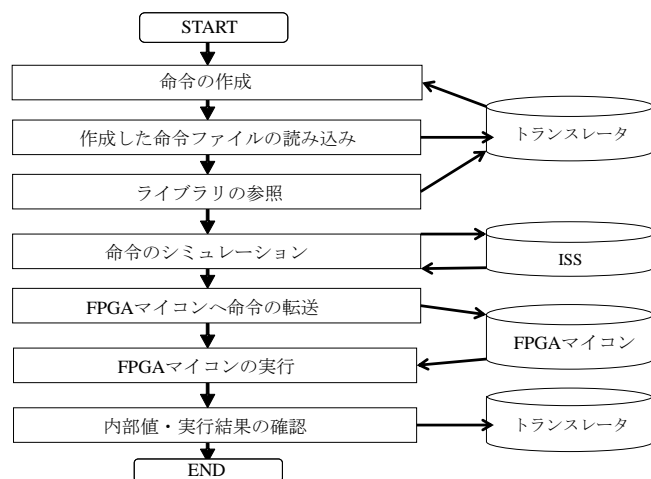 START
命令の作成
トランスレータ
作成した命令ファイルの読み込み
ライブラリの参照
命令のシミュレーション
ISS
FPGAマイコンへ命令の転送
FPGAマイコン
FPGAマイコンの実行
内部値・実行結果の確認
トランスレータ
END